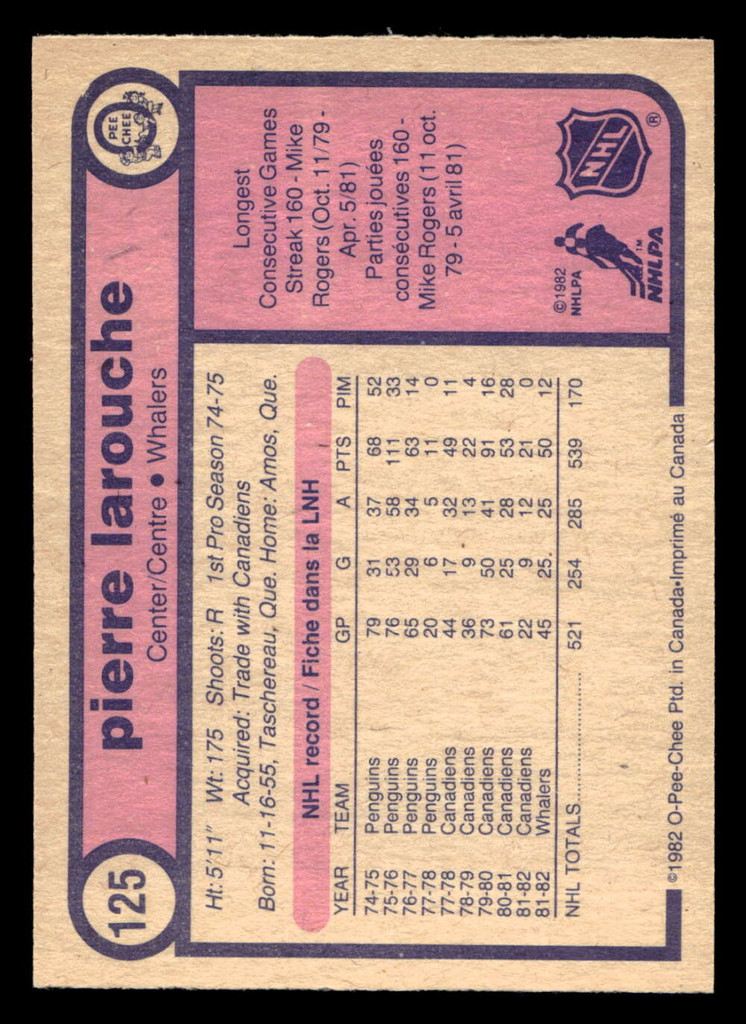 125
pierre larouche
Center/Centre • Whalers
O
PEE
CHEE
Ht: 5'11" Wt: 175 Shoots: R 1st Pro Season 74-75
Acquired: Trade with Canadiens
Born: 11-16-55, Taschereau, Que. Home: Amos, Que.
NHL record / Fiche dans la LNH
YEAR TEAM GP G A PTS PIM
74-75 Penguins 79 31 37 68 52
75-76 Penguins 76 53 58 111 33
76-77 Penguins 65 29 34 63 14
77-78 Penguins 20 6 5 11 0
77-78 Canadiens 44 17 32 49 11
78-79 Canadiens 36 9 13 22 4
79-80 Canadiens 73 50 41 91 16
80-81 Canadiens 61 25 28 53 28
81-82 Canadiens 22 9 12 21 0
81-82 Whalers 45 25. 25 50 12
NHL TOTALS.................... 521 254 285 539 170
Longest
Consecutive Games
Streak 160 - Mike
Rogers (Oct. 11/79 -
Apr. 5/81)
Parties jouées
consécutives 160 -
Mike Rogers (11 oct.
79 - 5 avril 81)
©1982
NHLPA
™
NHLPA
NHL
®
©1982 O-Pee-Chee Ptd. in Canada•Imprimé au Canada